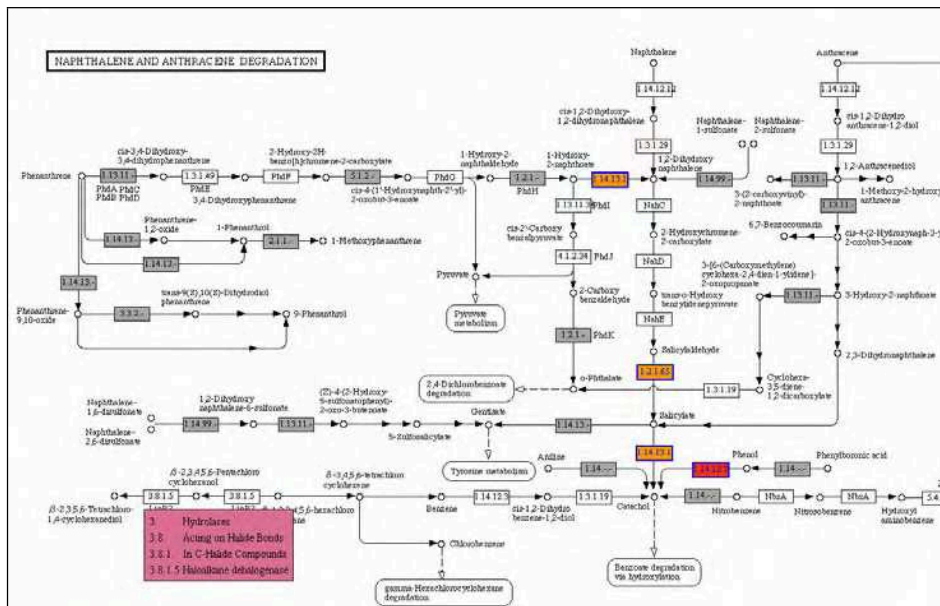 NAPHTHALENE AND ANTHRACENE DEGRADATION
Naphthalene
Anthracene
1.14.12.12
1.14.12.12
cis-1,2-Dihydroxy-
1,2-dihydronaphthalene
Naphthalene-
1-sulfonate
Naphthalene-
2-sulfonate
cis-1,2-Dihydro
anthracene-1,2-diol
1.3.1.29
1.3.1.29
cis-3,4-Dihydroxy-
3,4-dihydrophenanthrene
2-Hydroxy-2H-
benzo[h]chromene-2-carboxylate
1-Hydroxy-2-
naphthaldehyde
1-Hydroxy-
2-naphtoate
1,2-Dihydroxy
naphthalene
1,2-Anthracenediol
Phenanthrene
1.13.11.-
1.3.1.49
PhdF
5.1.2.-
PhdG
1.2.1.-
1.14.13.1
1.14.99.-
1.13.11.-
PhdA PhdC
PhdB PhdD
PhdE
3,4-Dihydroxyphenanthrene
cis-4-(1'-Hydroxynaphth-2'-yl)-
2-oxobut-3-enoate
PhdH
3-(2-carboxyvinyl)-
2-naphthoate
1-Methoxy-2-hydroxy
anthracene
1.13.11.38
PhdI
NahC
1.13.11.-
Phenanthrene-
1,2-oxide
1-Phenanthrol
6,7-Benzocoumarin
1.14.13.-
2.1.1.-
1-Methoxyphenanthrene
cis-2'-Carboxy
benzalpyruvate
2-Hydroxychromene-
2-carboxylate
cis-4-(2-Hydroxynaph-3-yl)-
2-oxobut-3-enoate
1.14.13.-
4.1.2.34
PhdJ
NahD
3-[6-(Carboxymethylene)
cyclohexa-2,4-dien-1-ylidene]-
2-oxopropanate
1.14.13.-
Pyruvate
2-Carboxy
benzaldehyde
trans-o-Hydroxy
benzylidenepyruvate
1.13.11.-
3-Hydroxy-2-naphtoate
trans-9(S),10(S)-Dihydrodiol
phenanthrene
Phenanthrene-
9,10-oxide
3.3.2.-
9-Phenanthrol
Pyruvate
metabolism
NahE
1.2.1.-
PhdK
Salicylaldehyde
2,3-Dihydronaphthalene
1.2.1.65
2,4-Dichlorobenzoate
degradation
o-Phthalate
1.3.1.19
Cyclohexa-
3,5-diene-
1,2-dicarboxylate
Naphthalene-
1,6-disulfonate
Naphthalene-
2,6-disulfonate
1,2-Dihydroxy
naphthalene-6-sulfonate
(Z)-4-(2-Hydroxy-
5-sulfonatophenyl)-
2-oxo-3-butenoate
Gentisate
Salicylate
1.14.99.-
1.13.11.-
5-Sulfosalicylate
1.14.13.-
Tyrosine metabolism
Aniline
1.14.-.-
1.14.13.1
Phenol
1.14.-.-
Phenylboronic acid
ß-2,3,4,5,6-Pentachloro
cyclohexenol
ß-3,4,5,6-tetrachloro
cyclohexene
3.8.1.5
3.8.1.5
Benzene
1.14.12.3
cis-1,2-Dihydro
benzene-1,2-diol
1.3.1.19
Catechol
1.14.-.-
Nitrobenzene
NbzA
Nitrosobenzene
NbzA
Hydroxyl
aminobenzene
5.4.
ß-2,3,5,6-Tetrachloro-
1,4-cyclohexenediol
3 Hydrolases
3.8 Acting on Halide Bonds
3.8.1 In C-Halide Compounds
3.8.1.5 Haloalkane dehalogenase
Chlorobenzene
gamma-Hexachlorocyclohexane
degradation
Benzoate degradation
via hydroxylation